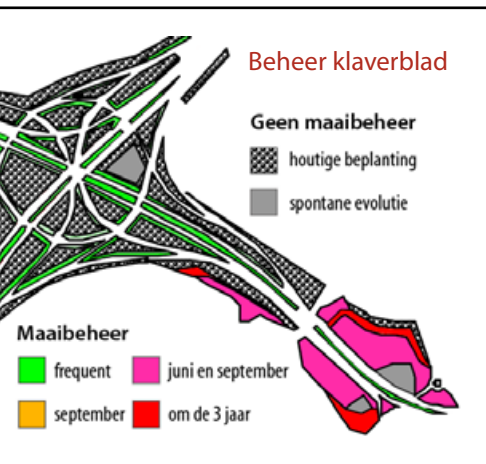 Beheer klaverblad
Geen maaibeheer
houtige beplanting
spontane evolutie
Maaibeheer
frequent
juni en september
september
om de 3 jaar